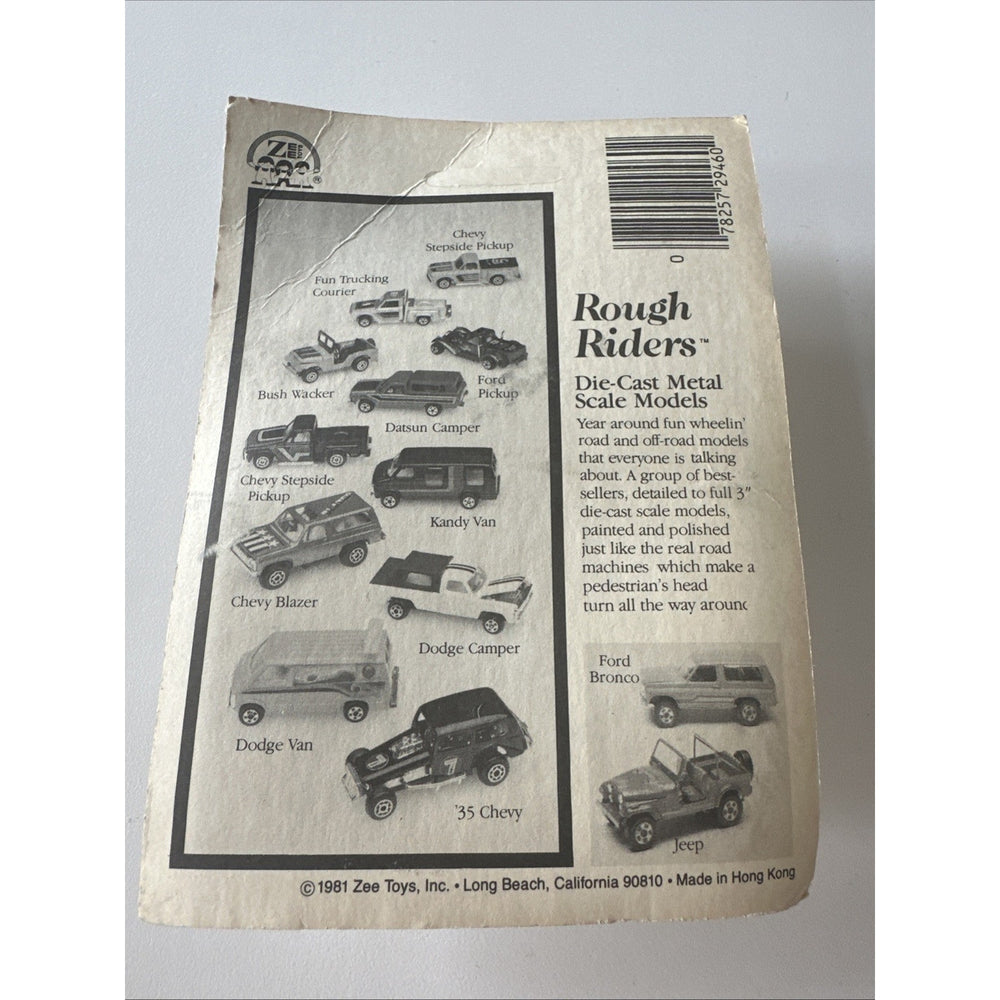 ZEE
TOYS
®
78257 29460
0
Chevy
Stepside Pickup
Fun Trucking
Courier
Bush Wacker
Ford
Pickup
Datsun Camper
Chevy Stepside
Pickup
Kandy Van
Chevy Blazer
Dodge Camper
Dodge Van
7
'35 Chevy
Rough
Riders™
Die-Cast Metal
Scale Models
Year around fun wheelin'
road and off-road models
that everyone is talking
about. A group of best-
sellers, detailed to full 3"
die-cast scale models,
painted and polished
just like the real road
machines which make a
pedestrian's head
turn all the way around
Ford
Bronco
Jeep
© 1981 Zee Toys, Inc. • Long Beach, California 90810 • Made in Hong Kong